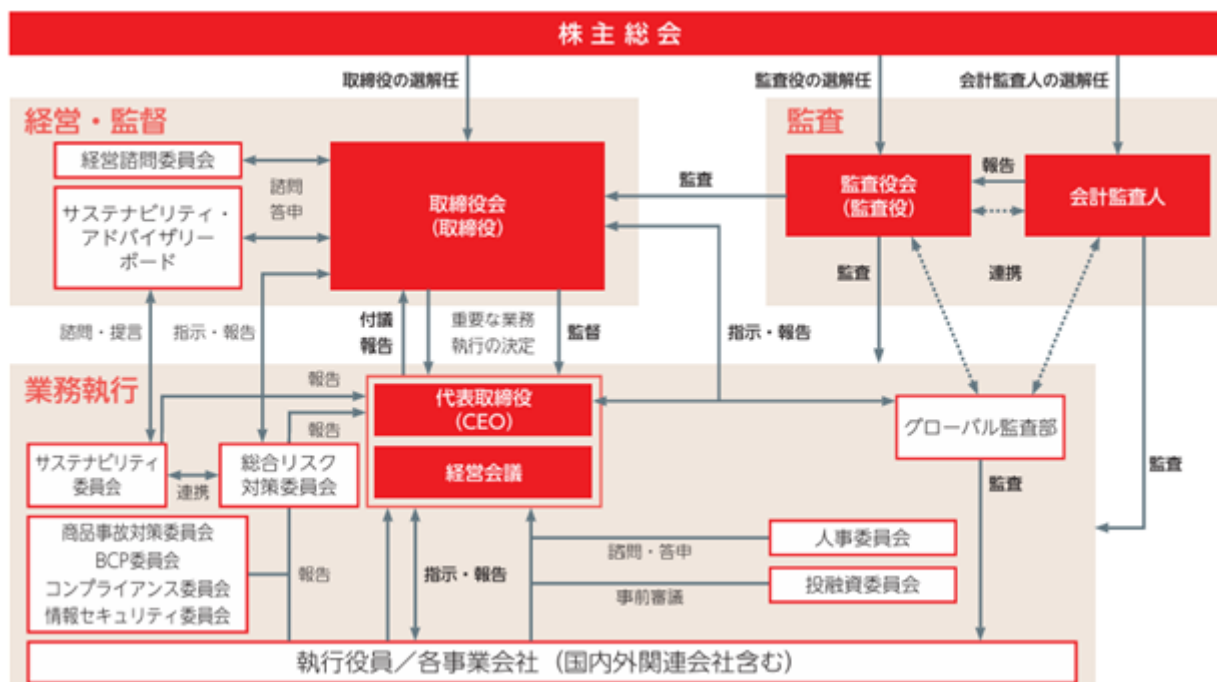 株主総会
取締役の選解任
監査役の選解任
会計監査人の選解任
経営・監督
監査
経営諮問委員会
諮問
答申
サステナビリティ・
アドバイザリー
ボード
取締役会
(取締役)
監査
監査役会
(監査役)
報告
会計監査人
連携
監査
諮問・提言
指示・報告
付議
報告
重要な業務
執行の決定
監督
指示・報告
業務執行
報告
報告
代表取締役
(CEO)
経営会議
グローバル監査部
サステナビリティ
委員会
連携
総合リスク
対策委員会
監査
監査
商品事故対策委員会
BCP委員会
コンプライアンス委員会
情報セキュリティ委員会
報告
指示・報告
諮問・答申
人事委員会
事前審議
投融資委員会
執行役員／各事業会社（国内外関連会社含む）